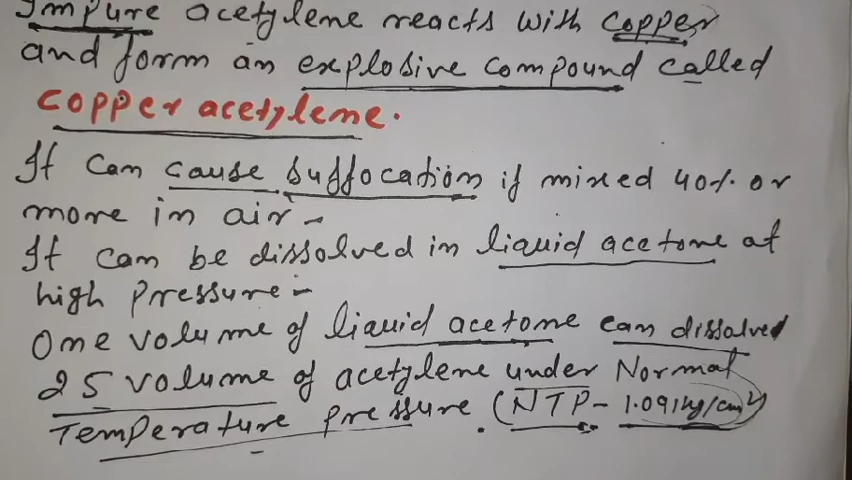 Impure acetylene reacts with copper
and form an explosive compound called
copper acetyleme.
It can cause suffocation if mixed 40% or
more in air-
It can be dissolved in liquid acetone at
high pressure:-
One volume of liquid acetone can dissolved
25 volume of acetylene under Normal
Temperature pressure (NTP- 1.091kg/cm²)